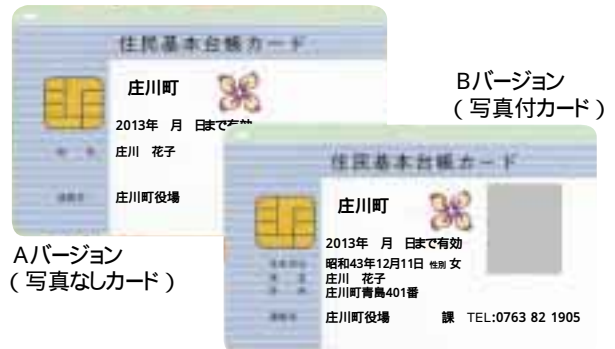 住民基本台帳カード
庄川町
2013年 月 日まで有効
庄川 花子
庄川町役場
Aバージョン
(写真なしカード)
Bバージョン
(写真付カード)
住民基本台帳カード
庄川町
2013年 月 日まで有効
昭和43年12月11日 性別 女
庄川 花子
庄川町青島401番
庄川町役場 課 TEL:0763 82 1905